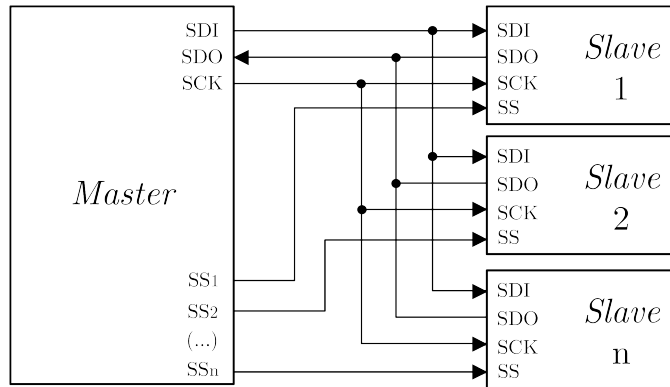 SDI
SDO
SCK
Master
SS1
SS2
(...)
SSn
SDI
SDO
SCK
SS
Slave
1
SDI
SDO
SCK
SS
Slave
2
SDI
SDO
SCK
SS
Slave
n